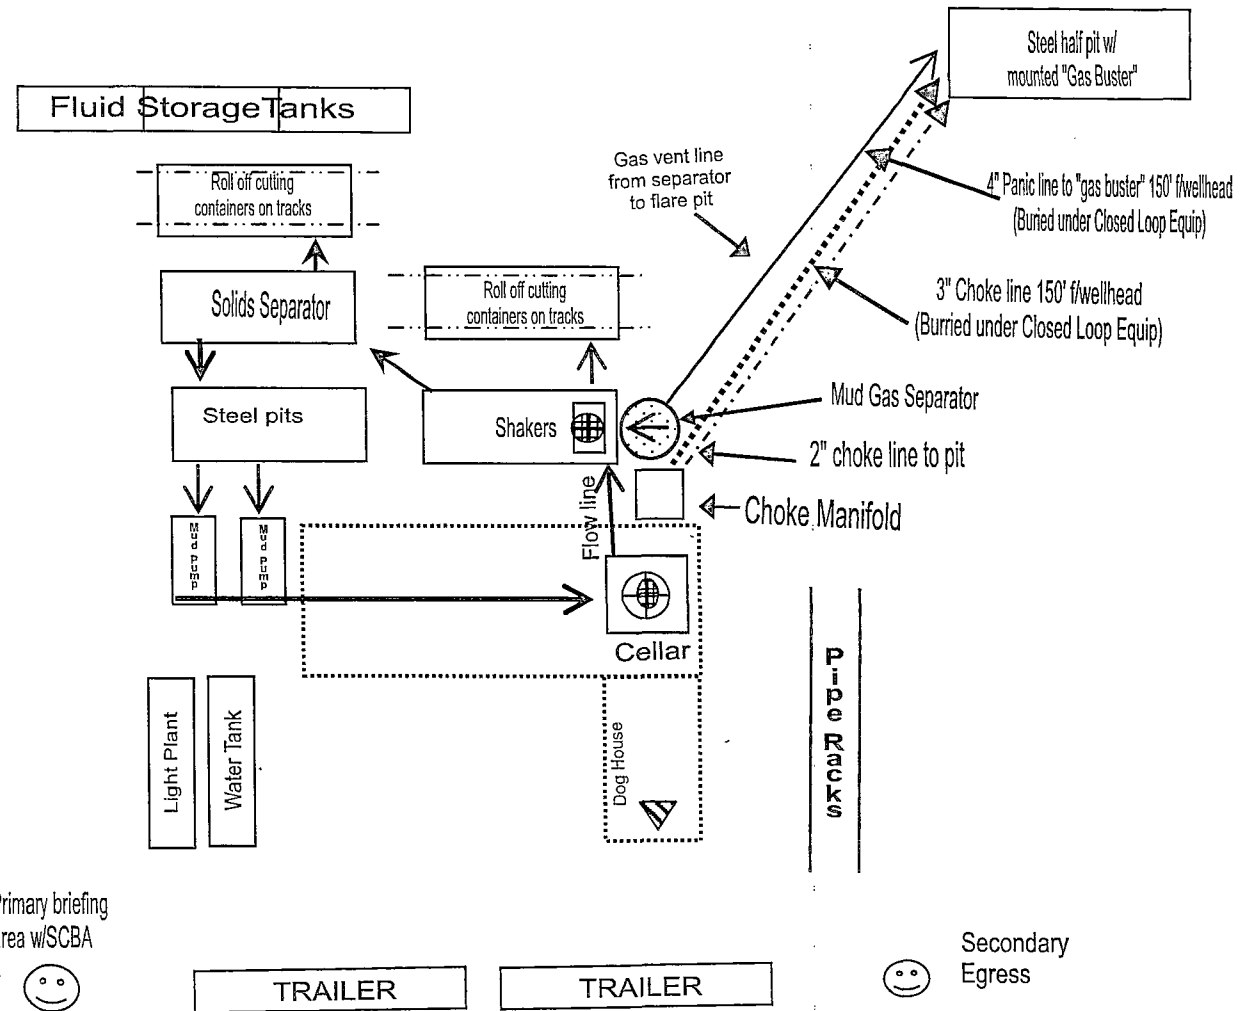 Steel half pit w/
mounted "Gas Buster"
Fluid StorageTanks
Roll off cutting
containers on tracks
Gas vent line
from separator
to flare pit
4" Panic line to "gas buster" 150' f/wellhead
(Buried under Closed Loop Equip)
Solids Separator
Roll off cutting
containers on tracks
3" Choke line 150' f/wellhead
(Burried under Closed Loop Equip)
Steel pits
Shakers
Mud Gas Separator
2" choke line to pit
Flow line
Choke Manifold
Mud pump
Mud pump
Cellar
Pipe Racks
Light Plant
Water Tank
Dog House
Primary briefing
area w/SCBA
Secondary
Egress
TRAILER
TRAILER